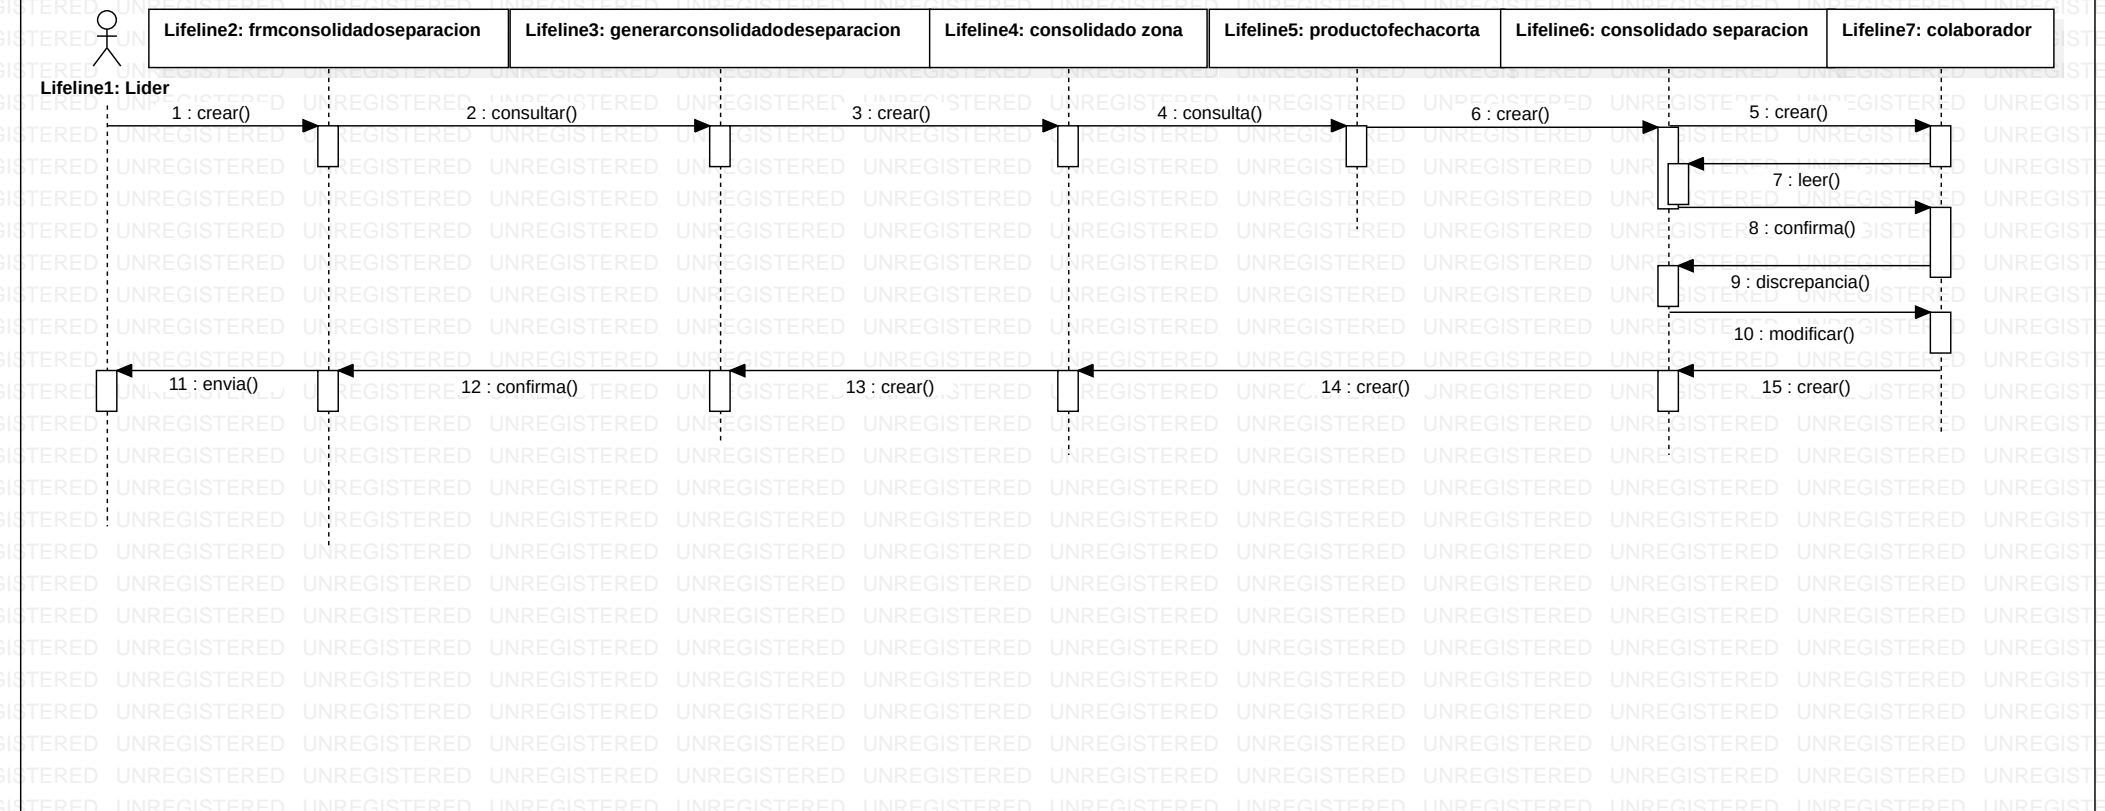 Lifeline2: frmconsolidadoseparacion
Lifeline3: generarconsolidadodeseparacion
Lifeline4: consolidado zona
Lifeline5: productofechacorta
Lifeline6: consolidado separacion
Lifeline7: colaborador
Lifeline1: Lider
1 : crear()
2 : consultar()
3 : crear()
4 : consulta()
6 : crear()
5 : crear()
7 : leer()
8 : confirma()
9 : discrepancia()
10 : modificar()
11 : envia()
12 : confirma()
13 : crear()
14 : crear()
15 : crear()
UNREGISTERED